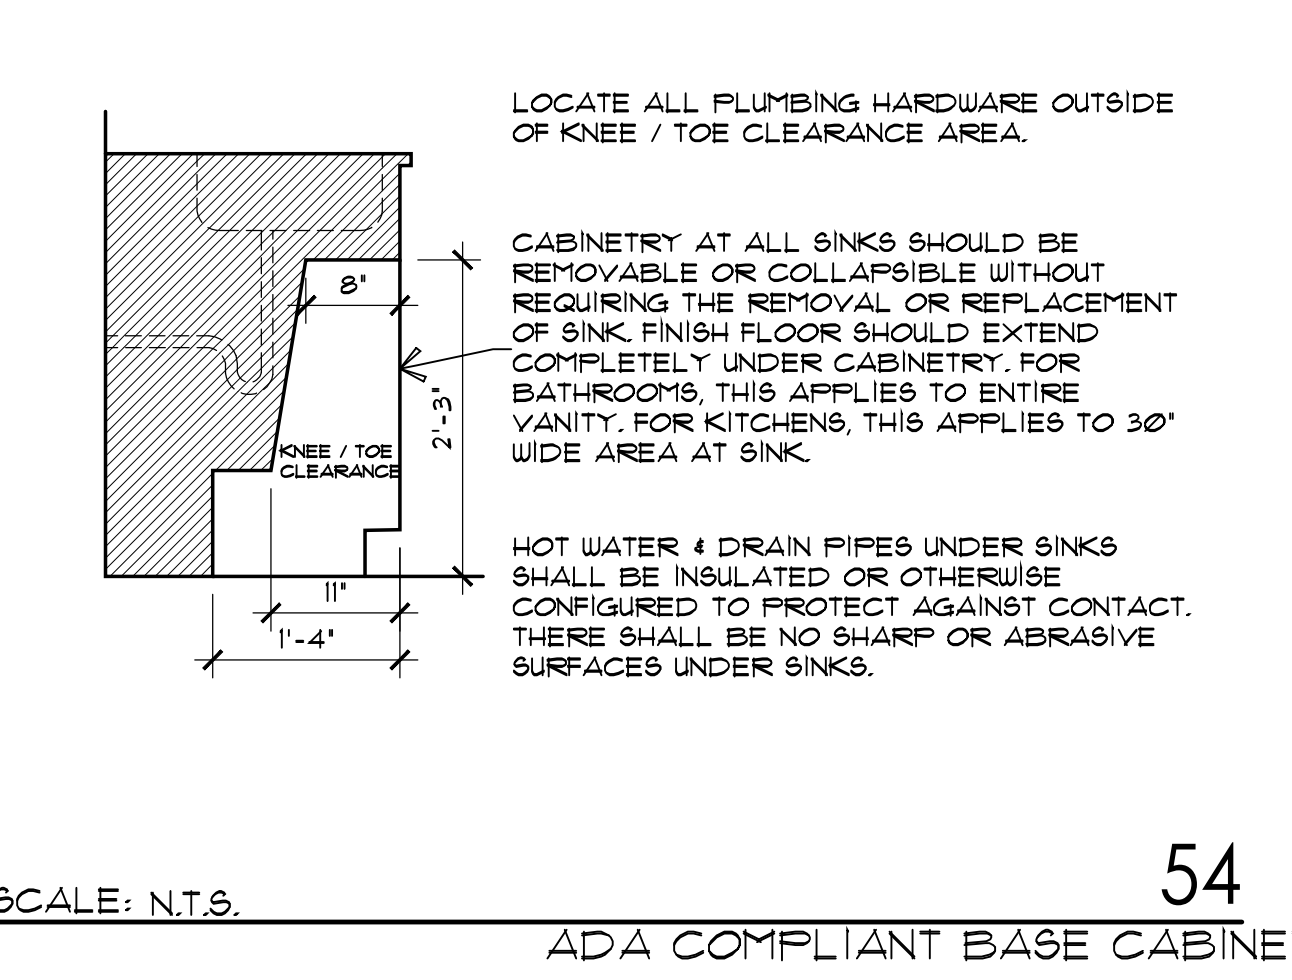 LOCATE ALL PLUMBING HARDWARE OUTSIDE
OF KNEE / TOE CLEARANCE AREA.
CABINETRY AT ALL SINKS SHOULD BE
REMOVABLE OR COLLAPSIBLE WITHOUT
REQUIRING THE REMOVAL OR REPLACEMENT
OF SINK. FINISH FLOOR SHOULD EXTEND
COMPLETELY UNDER CABINETRY. FOR
BATHROOMS, THIS APPLIES TO ENTIRE
VANITY. FOR KITCHENS, THIS APPLIES TO 30"
WIDE AREA AT SINK.
HOT WATER & DRAIN PIPES UNDER SINKS
SHALL BE INSULATED OR OTHERWISE
CONFIGURED TO PROTECT AGAINST CONTACT.
THERE SHALL BE NO SHARP OR ABRASIVE
SURFACES UNDER SINKS.
8"
2'-3"
KNEE / TOE
CLEARANCE
11"
1'-4"
54
SCALE: N.T.S.
ADA COMPLIANT BASE CABINE